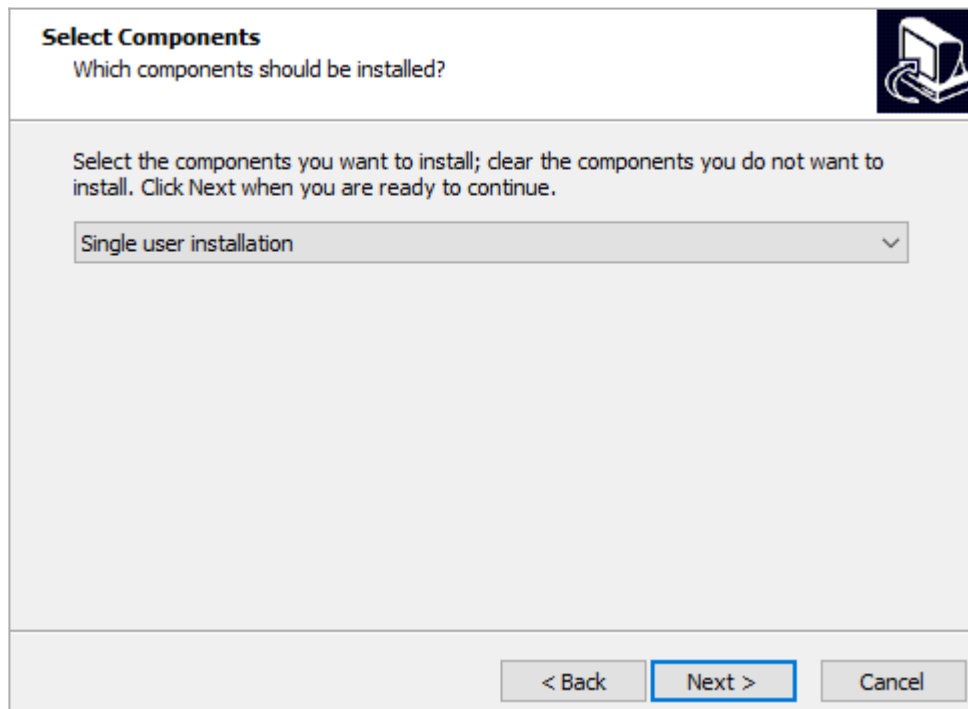 Select Components
Which components should be installed?
Select the components you want to install; clear the components you do not want to
install. Click Next when you are ready to continue.
Single user installation
< Back
Next >
Cancel